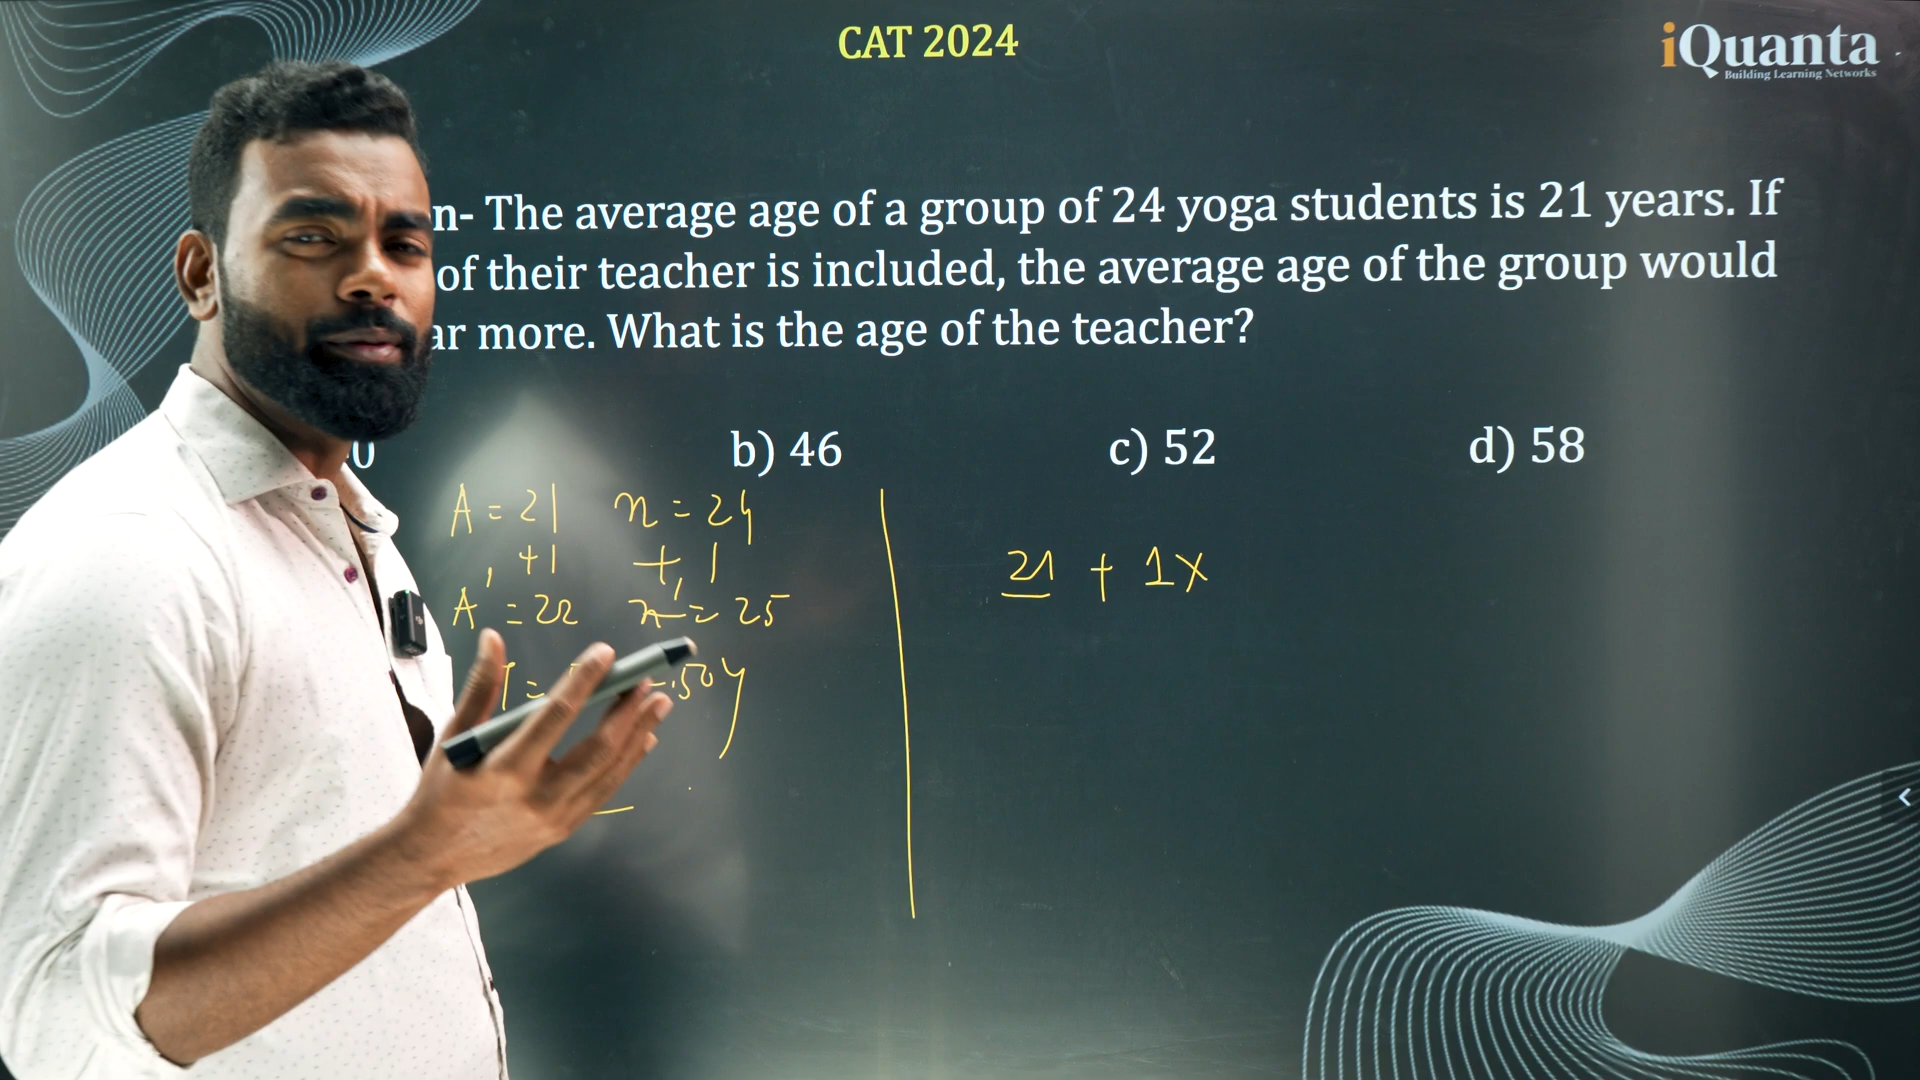 CAT 2024
iQuanta
Building Learning Networks
n- The average age of a group of 24 yoga students is 21 years. If
of their teacher is included, the average age of the group would
ar more. What is the age of the teacher?
0 b) 46 c) 52 d) 58
A = 21 n = 24
+1 +1
A' = 22 n' = 25
21 + 1x